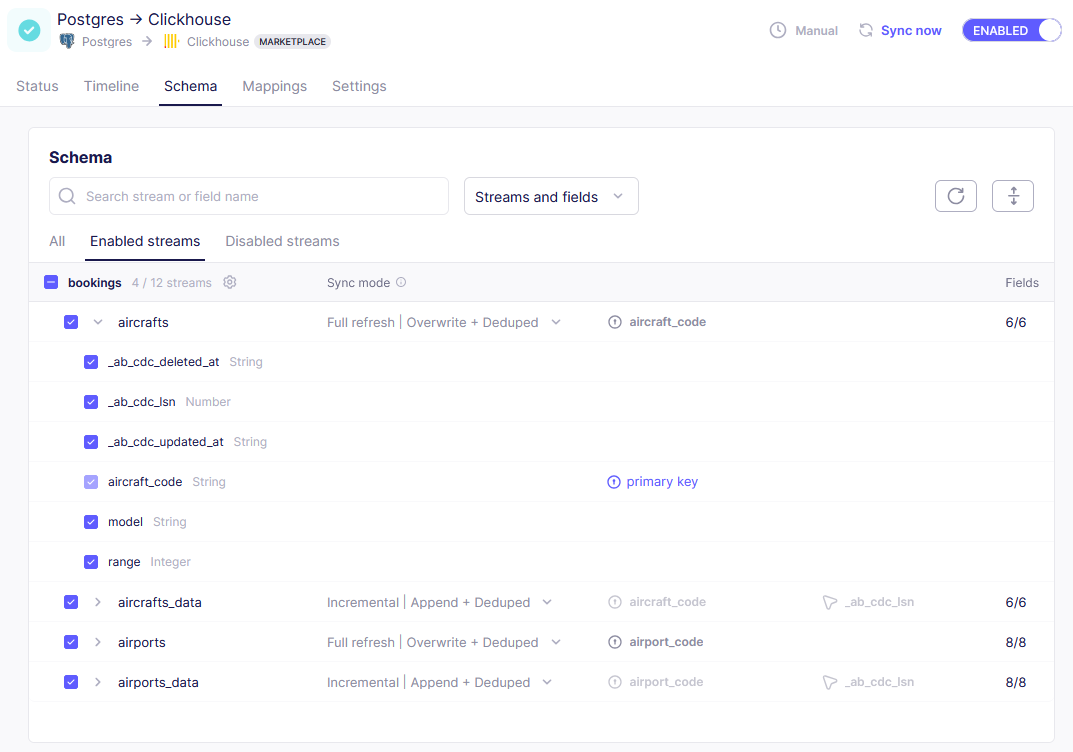 Postgres → Clickhouse
Postgres → Clickhouse MARKETPLACE
Manual Sync now ENABLED
Status Timeline Schema Mappings Settings
Schema
Search stream or field name Streams and fields
All Enabled streams Disabled streams
bookings 4 / 12 streams Sync mode Fields
aircrafts Full refresh | Overwrite + Deduped aircraft_code 6/6
_ab_cdc_deleted_at String
_ab_cdc_lsn Number
_ab_cdc_updated_at String
aircraft_code String primary key
model String
range Integer
aircrafts_data Incremental | Append + Deduped aircraft_code _ab_cdc_lsn 6/6
airports Full refresh | Overwrite + Deduped airport_code 8/8
airports_data Incremental | Append + Deduped airport_code _ab_cdc_lsn 8/8